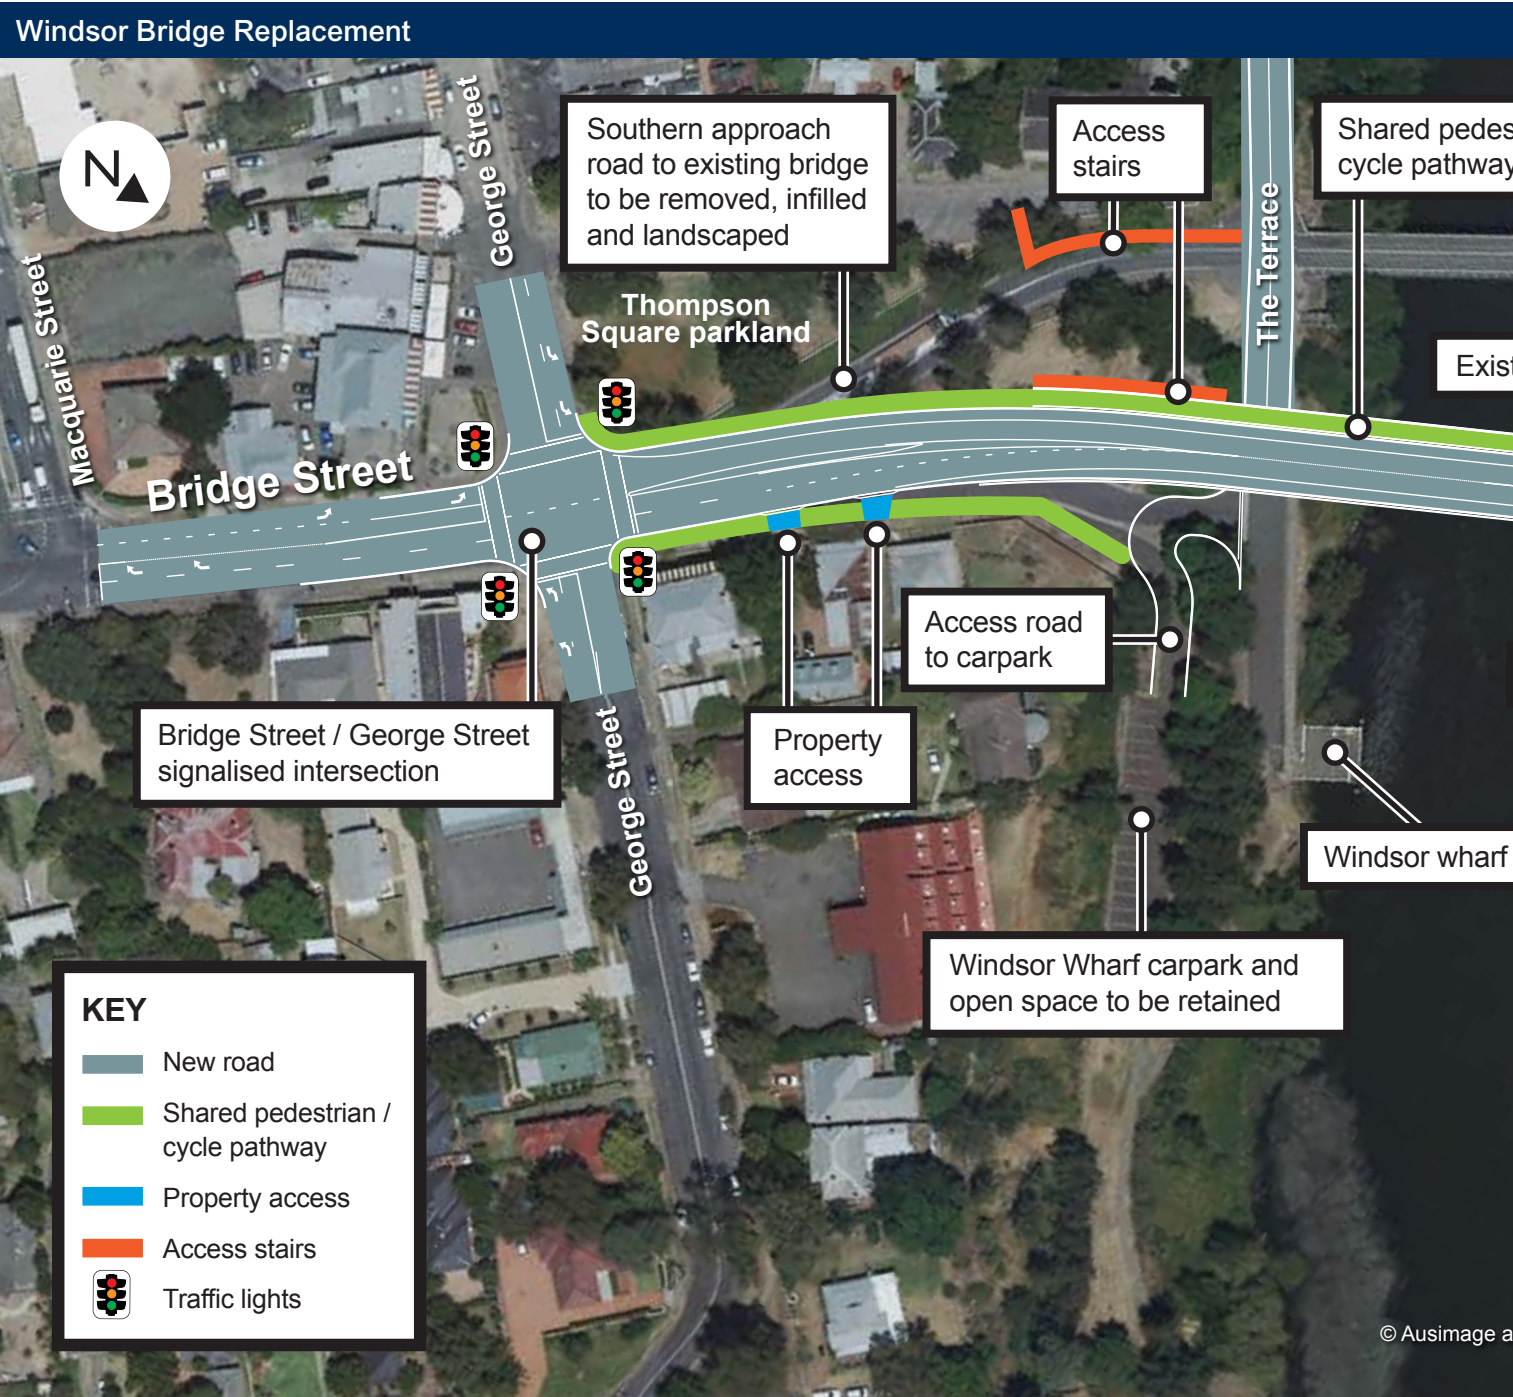 Windsor Bridge Replacement
N
George Street
Southern approach
road to existing bridge
to be removed, infilled
and landscaped
Access
stairs
Shared pedes
cycle pathway
The Terrace
Macquarie Street
Thompson
Square parkland
Exist
Bridge Street
Access road
to carpark
Bridge Street / George Street
signalised intersection
George Street
Property
access
Windsor wharf
Windsor Wharf carpark and
open space to be retained
KEY
New road
Shared pedestrian /
cycle pathway
Property access
Access stairs
Traffic lights
© Ausimage a